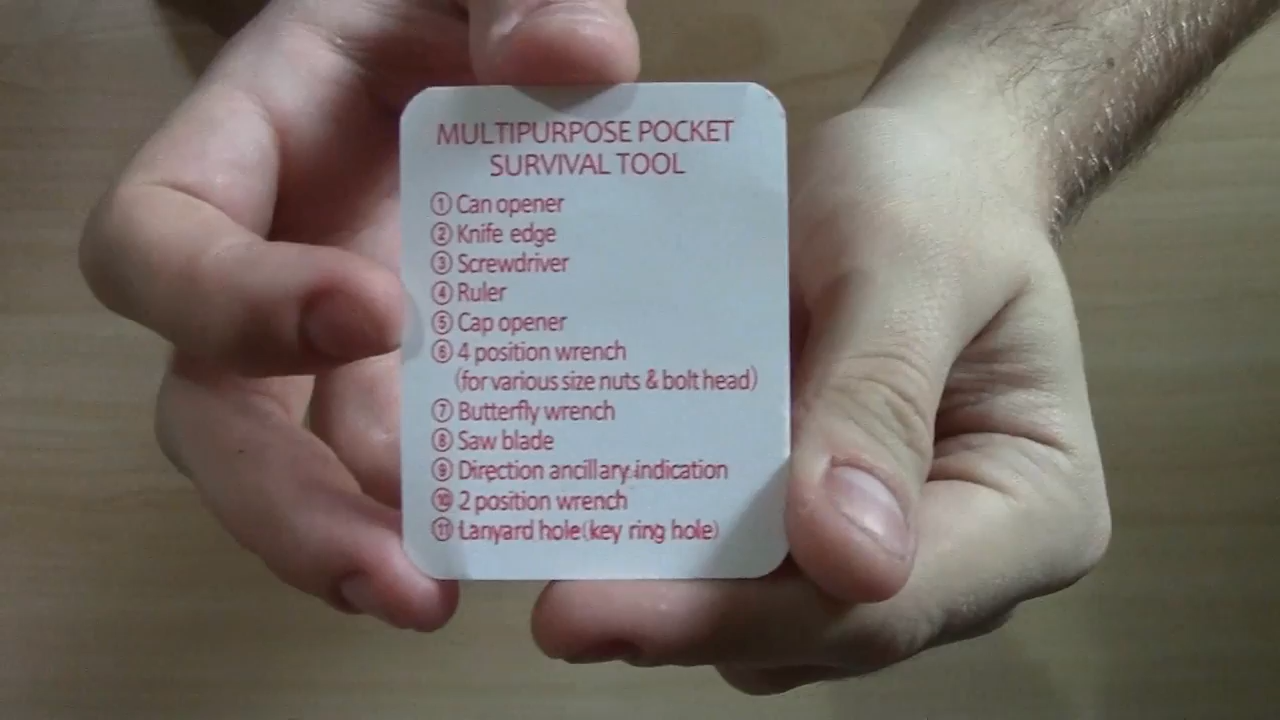 MULTIPURPOSE POCKET
SURVIVAL TOOL
① Can opener
② Knife edge
③ Screwdriver
④ Ruler
⑤ Cap opener
⑥ 4 position wrench
(for various size nuts & bolt head)
⑦ Butterfly wrench
⑧ Saw blade
⑨ Direction ancillary indication
⑩ 2 position wrench
⑪ Lanyard hole(key ring hole)